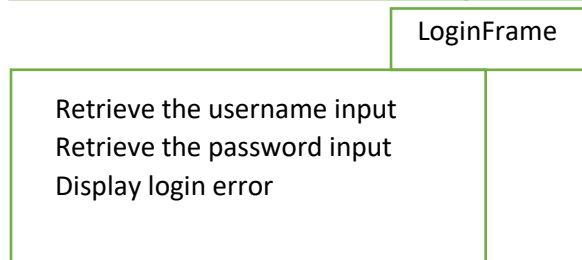 LoginFrame
Retrieve the username input
Retrieve the password input
Display login error